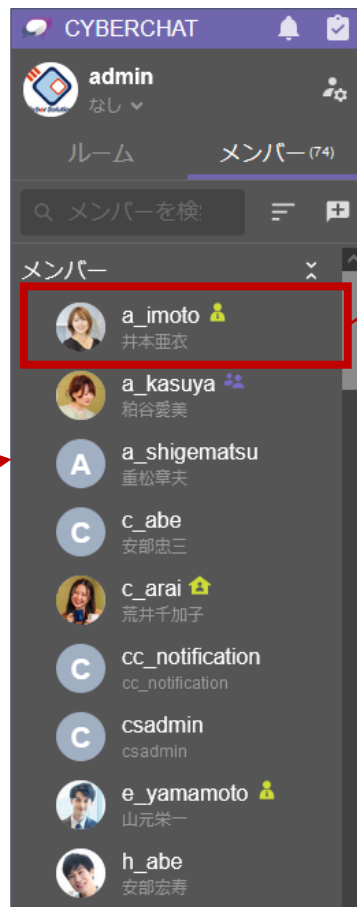 CYBERCHAT
admin
なし
ルーム メンバー(74)
メンバーを検
メンバー
a_imoto
井本亜衣
a_kasuya
粕谷愛美
A a_shigematsu
重松章夫
C c_abe
安部忠三
c_arai
荒井千加子
C cc_notification
cc_notification
C csadmin
csadmin
e_yamamoto
山元栄一
h_abe
安部宏寿